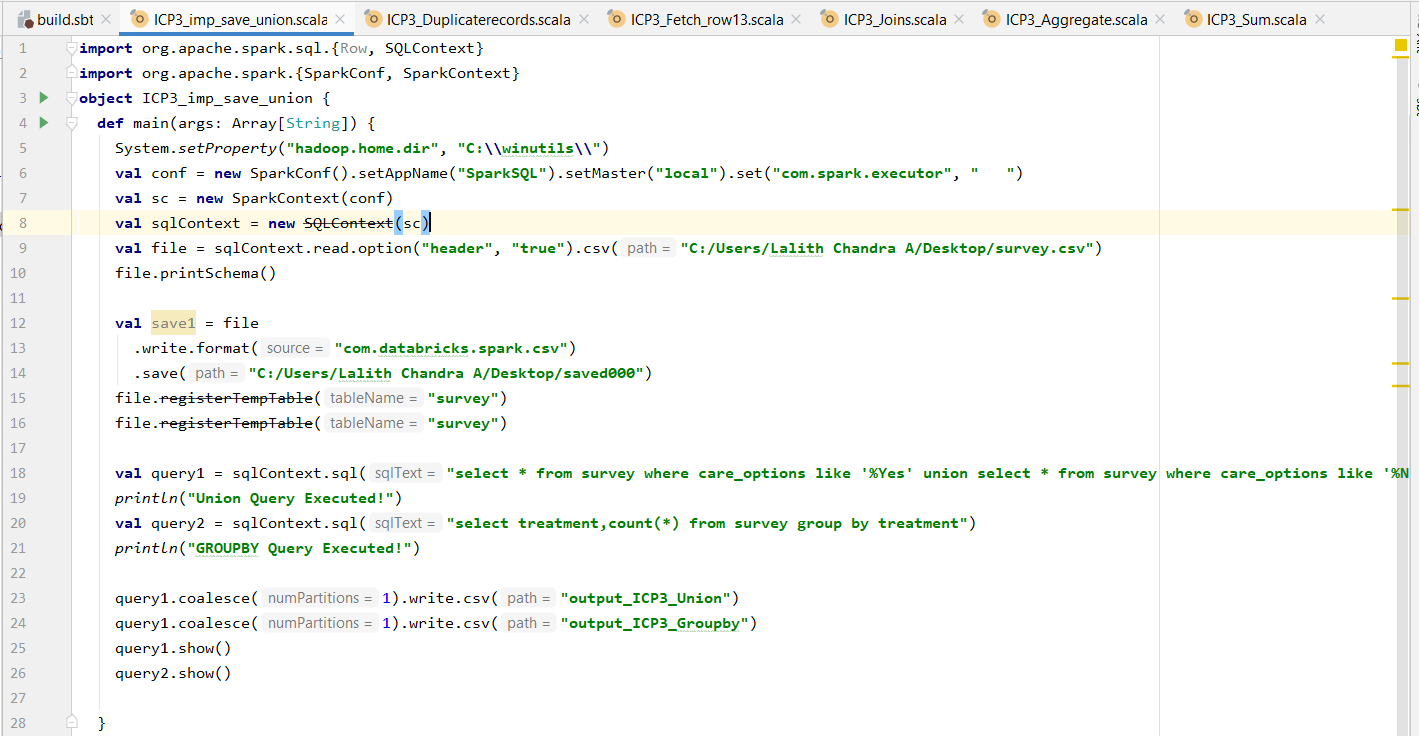 build.sbt ICP3_imp_save_union.scala ICP3_Duplicaterecords.scala ICP3_Fetch_row13.scala ICP3_Joins.scala ICP3_Aggregate.scala ICP3_Sum.scala
1 import org.apache.spark.sql.{Row, SQLContext}
2 import org.apache.spark.{SparkConf, SparkContext}
3 object ICP3_imp_save_union {
4 def main(args: Array[String]) {
5 System.setProperty("hadoop.home.dir", "C:\\winutils\\")
6 val conf = new SparkConf().setAppName("SparkSQL").setMaster("local").set("com.spark.executor", "   ")
7 val sc = new SparkContext(conf)
8 val sqlContext = new SQLContext(sc)
9 val file = sqlContext.read.option("header", "true").csv( path = "C:/Users/Lalith Chandra A/Desktop/survey.csv")
10 file.printSchema()
11
12 val save1 = file
13 .write.format( source = "com.databricks.spark.csv")
14 .save( path = "C:/Users/Lalith Chandra A/Desktop/saved000")
15 file.registerTempTable( tableName = "survey")
16 file.registerTempTable( tableName = "survey")
17
18 val query1 = sqlContext.sql( sqlText = "select * from survey where care_options like '%Yes' union select * from survey where care_options like '%N
19 println("Union Query Executed!")
20 val query2 = sqlContext.sql( sqlText = "select treatment,count(*) from survey group by treatment")
21 println("GROUPBY Query Executed!")
22
23 query1.coalesce( numPartitions = 1).write.csv( path = "output_ICP3_Union")
24 query1.coalesce( numPartitions = 1).write.csv( path = "output_ICP3_Groupby")
25 query1.show()
26 query2.show()
27
28 }